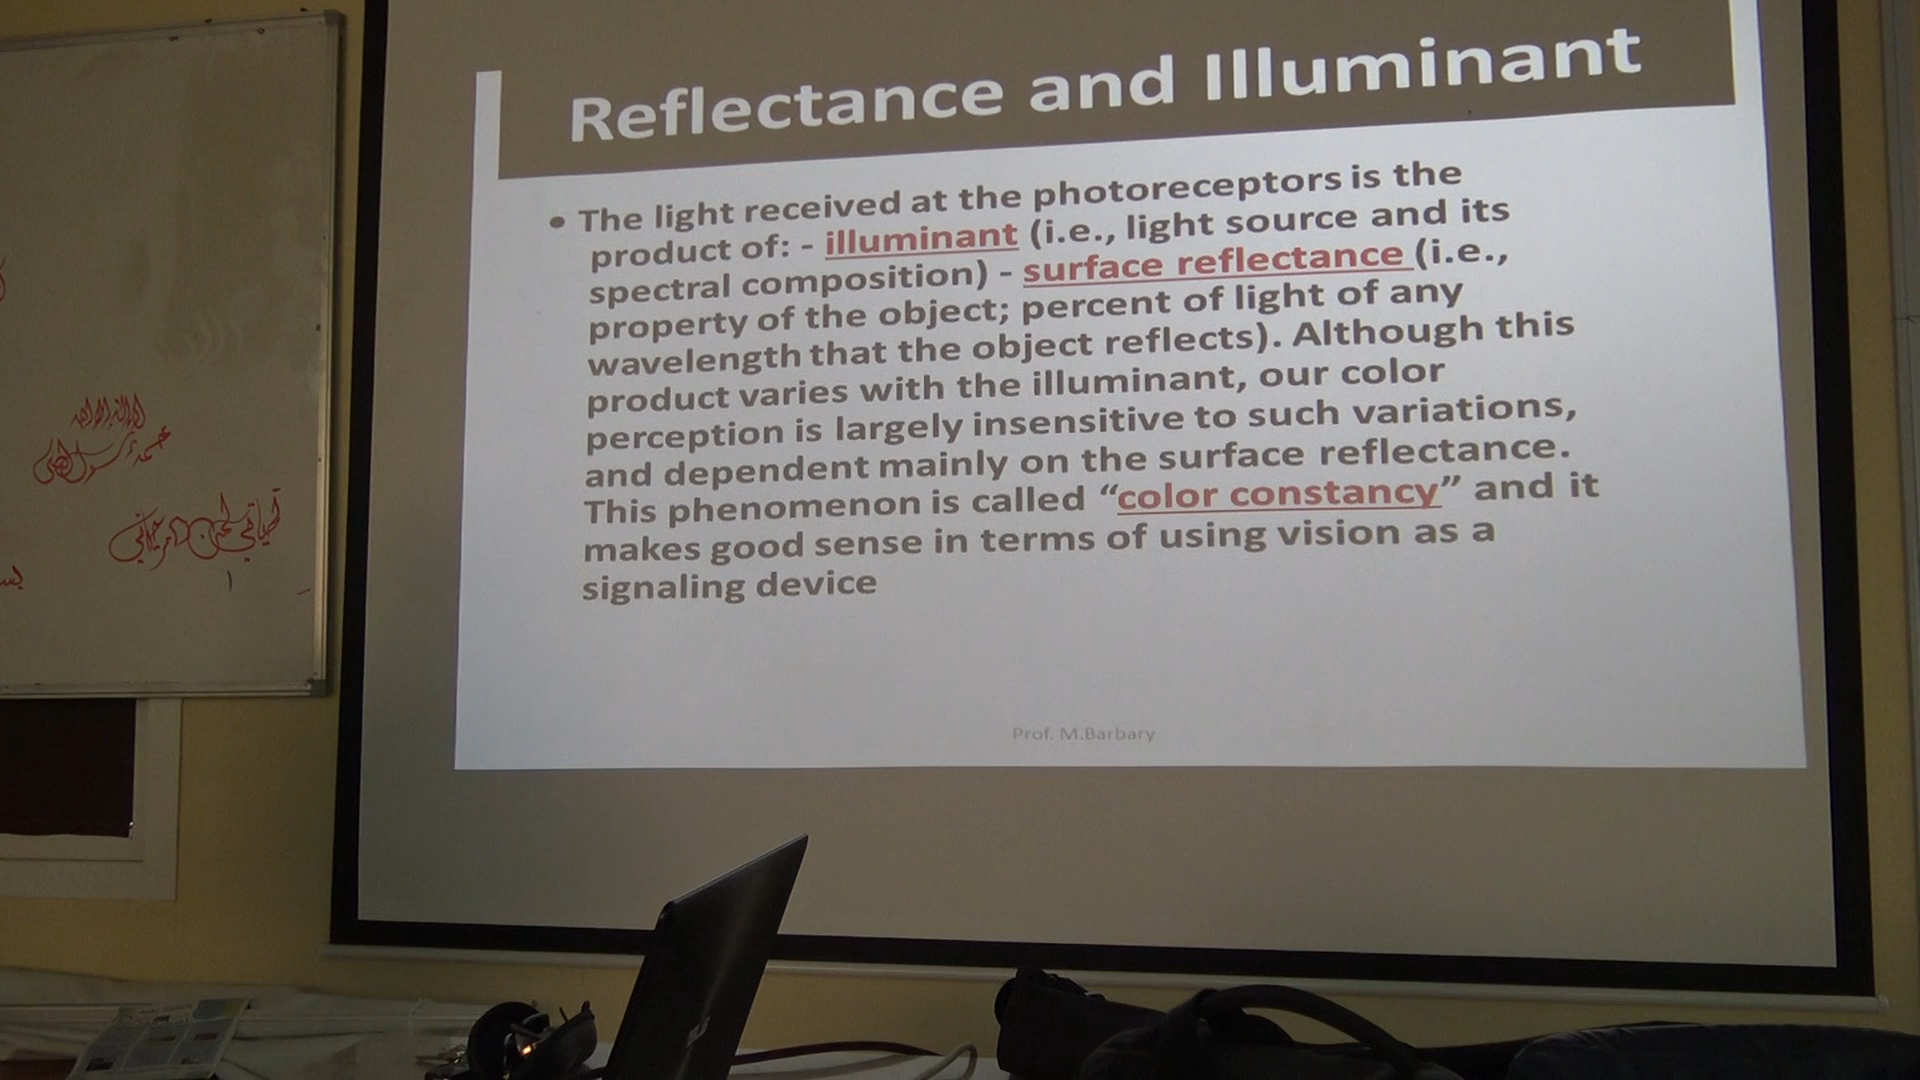 Reflectance and Illuminant
• The light received at the photoreceptors is the
product of: - illuminant (i.e., light source and its
spectral composition) - surface reflectance (i.e.,
property of the object; percent of light of any
wavelength that the object reflects). Although this
product varies with the illuminant, our color
perception is largely insensitive to such variations,
and dependent mainly on the surface reflectance.
This phenomenon is called “color constancy” and it
makes good sense in terms of using vision as a
signaling device
Prof. M.Barbary